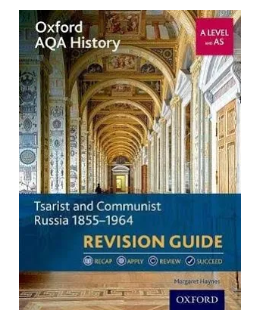 Oxford
AQA History
A LEVEL
AND AS
Tsarist and Communist
Russia 1855–1964
REVISION GUIDE
RECAP APPLY REVIEW SUCCEED
Margaret Haynes
OXFORD